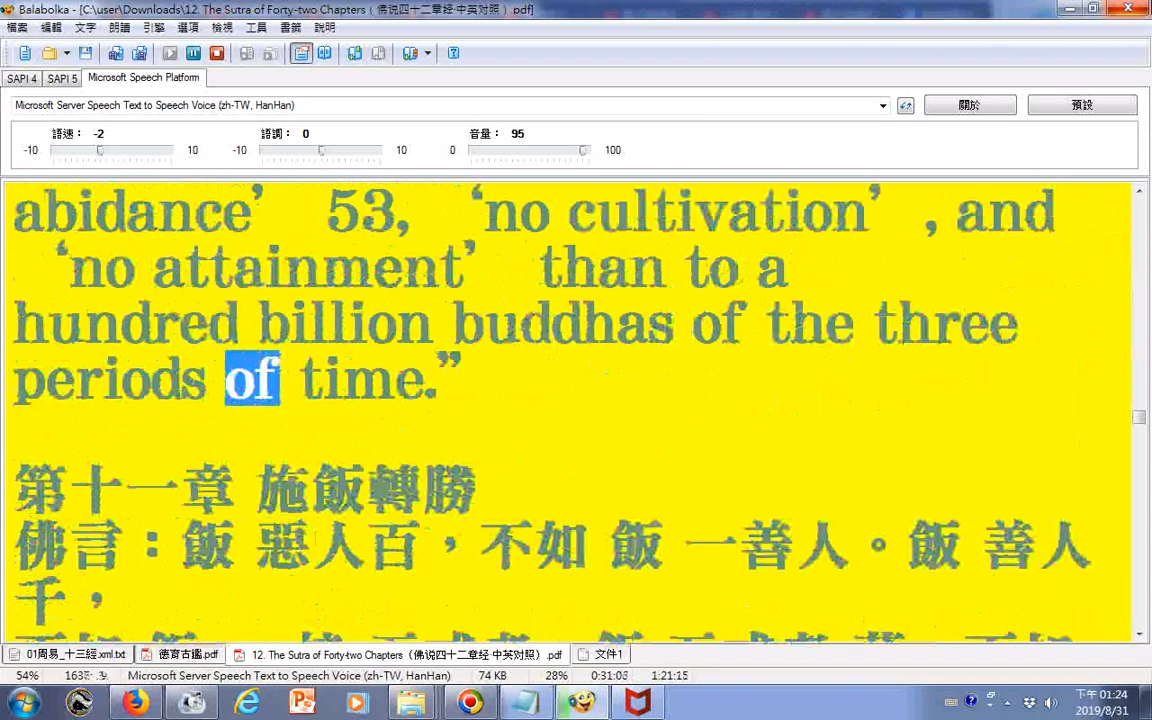 Balabolka - [C:\user\Downloads\12. The Sutra of Forty-two Chapters（佛说四十二章经·中英对照）.pdf]
檔案 編輯 文字 朗讀 引擎 選項 檢視 工具 書籤 說明
SAPI 4 SAPI 5 Microsoft Speech Platform
Microsoft Server Speech Text to Speech Voice (zh-TW, HanHan) 關於 預設
語速： -2 語調： 0 音量： 95
-10 10 -10 10 0 100
abidance’ 53, ‘no cultivation’ , and
‘no attainment’ than to a
hundred billion buddhas of the three
periods of time.”
第十一章 施飯轉勝
佛言：飯 惡人百，不如 飯 一善人。飯 善人
千，
01周易_十三經.xml.txt 德育古鑑.pdf 12. The Sutra of Forty-two Chapters（佛说四十二章经·中英对照）.pdf 文件1
54% Microsoft Server Speech Text to Speech Voice (zh-TW, HanHan) 74 KB 28% 0:31:03 1:21:15
下午 01:24
2019/8/31